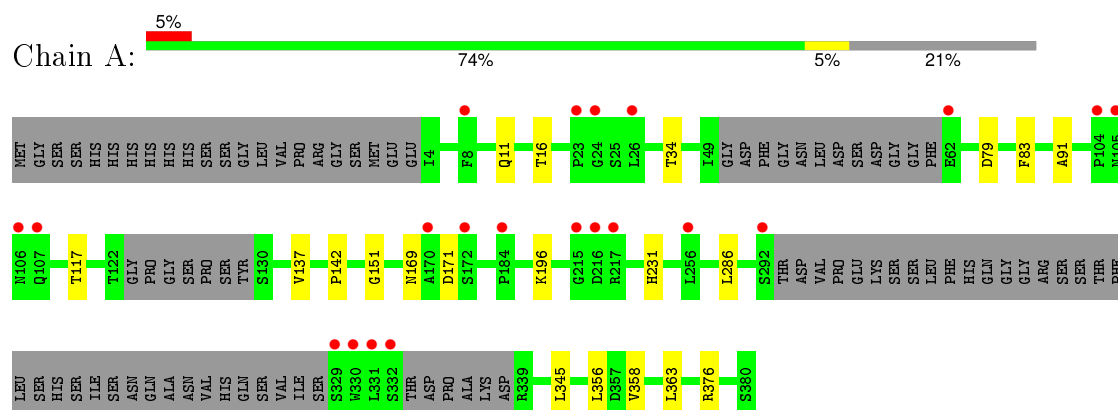 5%
Chain A:
74% 5% 21%
MET GLY SER SER HIS HIS HIS HIS HIS HIS SER SER GLY LEU VAL PRO ARG GLY SER MET GLU GLU I4 F8 Q11 T16 P23 G24 S25 L26 T34 I49 GLY ASP PHE GLY ASN LEU ASP SER ASP GLY GLY PHE E62 D79 F83 A91 P104 N105
N106 Q107 T117 T122 GLY PRO GLY SER PRO SER TYR S130 V137 P142 G151 N169 A170 D171 S172 P184 K196 G215 D216 R217 H231 L256 L286 S292 THR ASP VAL PRO GLU LYS SER SER LEU PHE HIS GLN GLY GLY ARG SER SER THR PHE
LEU SER HIS SER ILE SER ASN GLN ALA ASN VAL HIS GLN SER VAL ILE SER S329 W330 L331 S332 THR ASP PRO ALA LYS ASP R339 L345 L356 D357 V358 L363 R376 S380